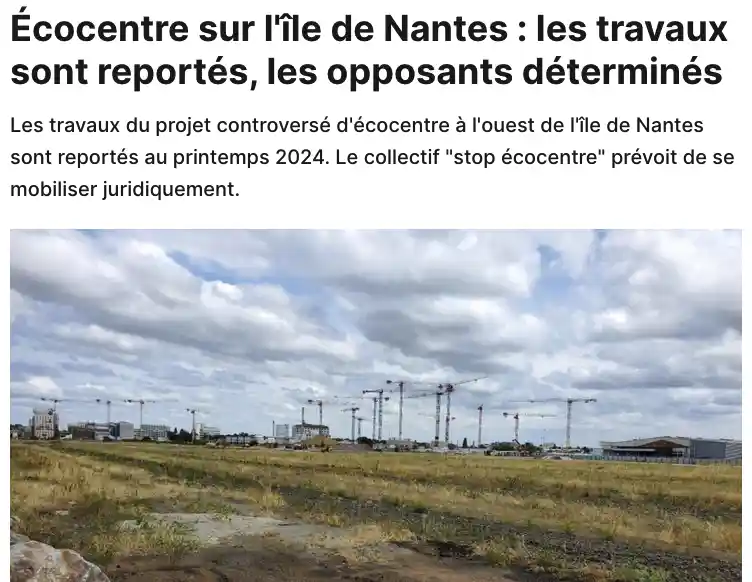 Écocentre sur l'île de Nantes : les travaux
sont reportés, les opposants déterminés
Les travaux du projet controversé d'écocentre à l'ouest de l'île de Nantes
sont reportés au printemps 2024. Le collectif "stop écocentre" prévoit de se
mobiliser juridiquement.